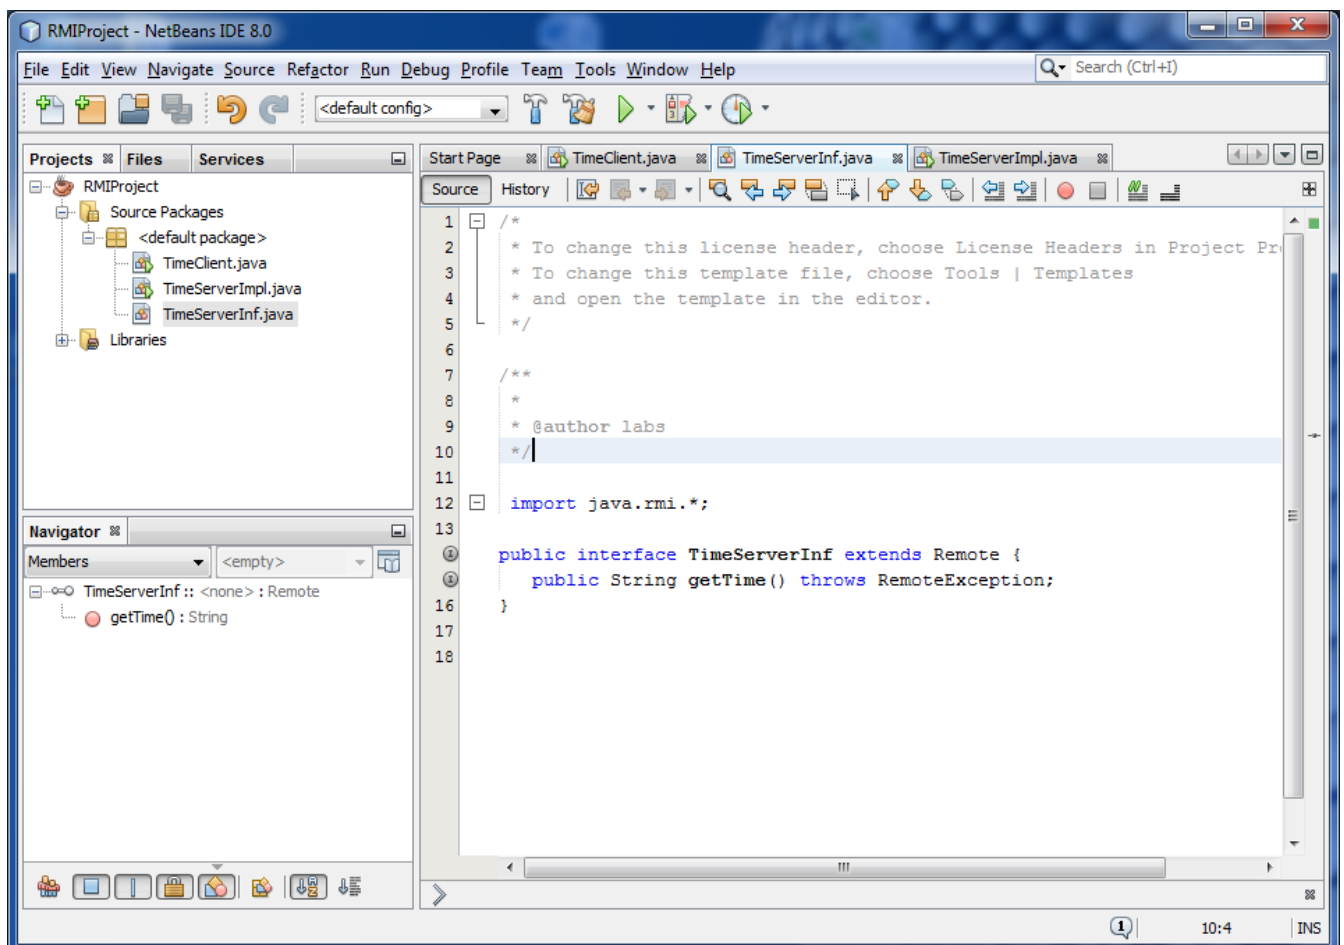 RMIProject - NetBeans IDE 8.0
File Edit View Navigate Source Refactor Run Debug Profile Team Tools Window Help
Search (Ctrl+I)
<default config>
Projects Files Services
RMIProject
Source Packages
<default package>
TimeClient.java
TimeServerImpl.java
TimeServerInf.java
Libraries
Navigator
Members <empty>
TimeServerInf :: <none> : Remote
getTime() : String
Start Page TimeClient.java TimeServerInf.java TimeServerImpl.java
Source History
1 /*
2 * To change this license header, choose License Headers in Project Pr
3 * To change this template file, choose Tools | Templates
4 * and open the template in the editor.
5 */
6
7 /**
8 *
9 * @author labs
10 */
11
12 import java.rmi.*;
13
public interface TimeServerInf extends Remote {
public String getTime() throws RemoteException;
16 }
17
18
1 10:4 INS